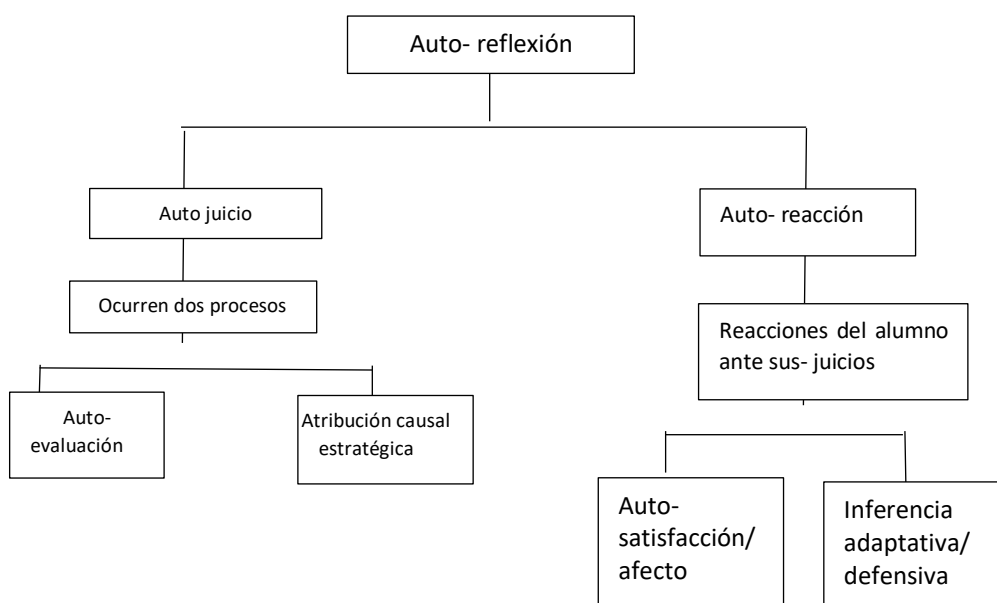 Auto- reflexión
Auto juicio
Auto- reacción
Ocurren dos procesos
Reacciones del alumno
ante sus- juicios
Auto-
evaluación
Atribución causal
estratégica
Auto-
satisfacción/
afecto
Inferencia
adaptativa/
defensiva